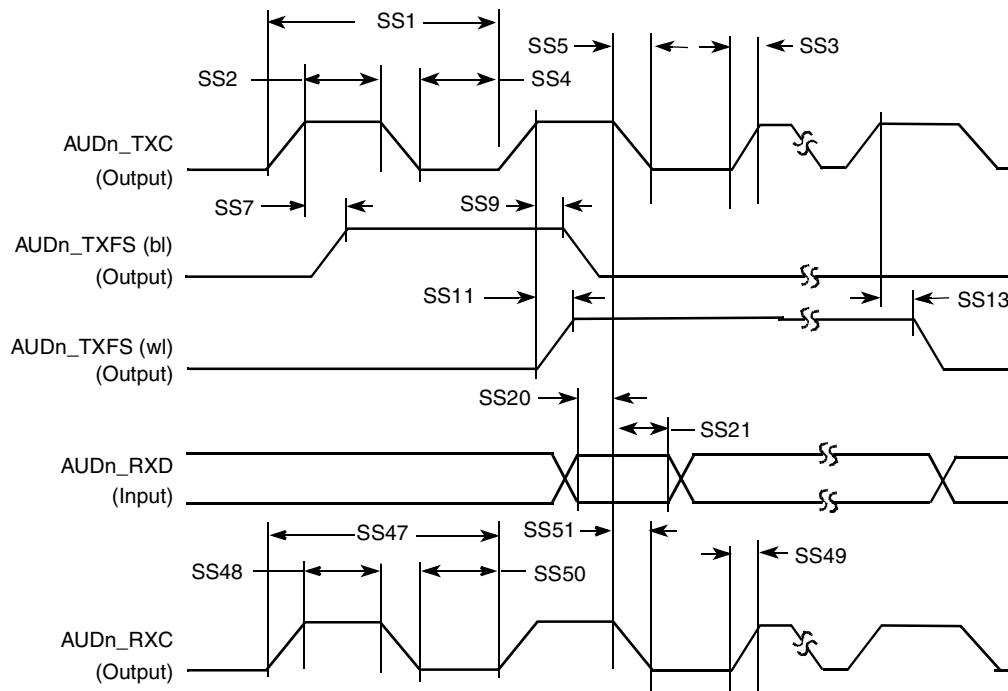 SS1
SS5
SS3
SS2
SS4
AUDn_TXC
(Output)
SS7
SS9
AUDn_TXFS (bl)
(Output)
SS11
SS13
AUDn_TXFS (wl)
(Output)
SS20
SS21
AUDn_RXD
(Input)
SS47
SS51
SS49
SS48
SS50
AUDn_RXC
(Output)